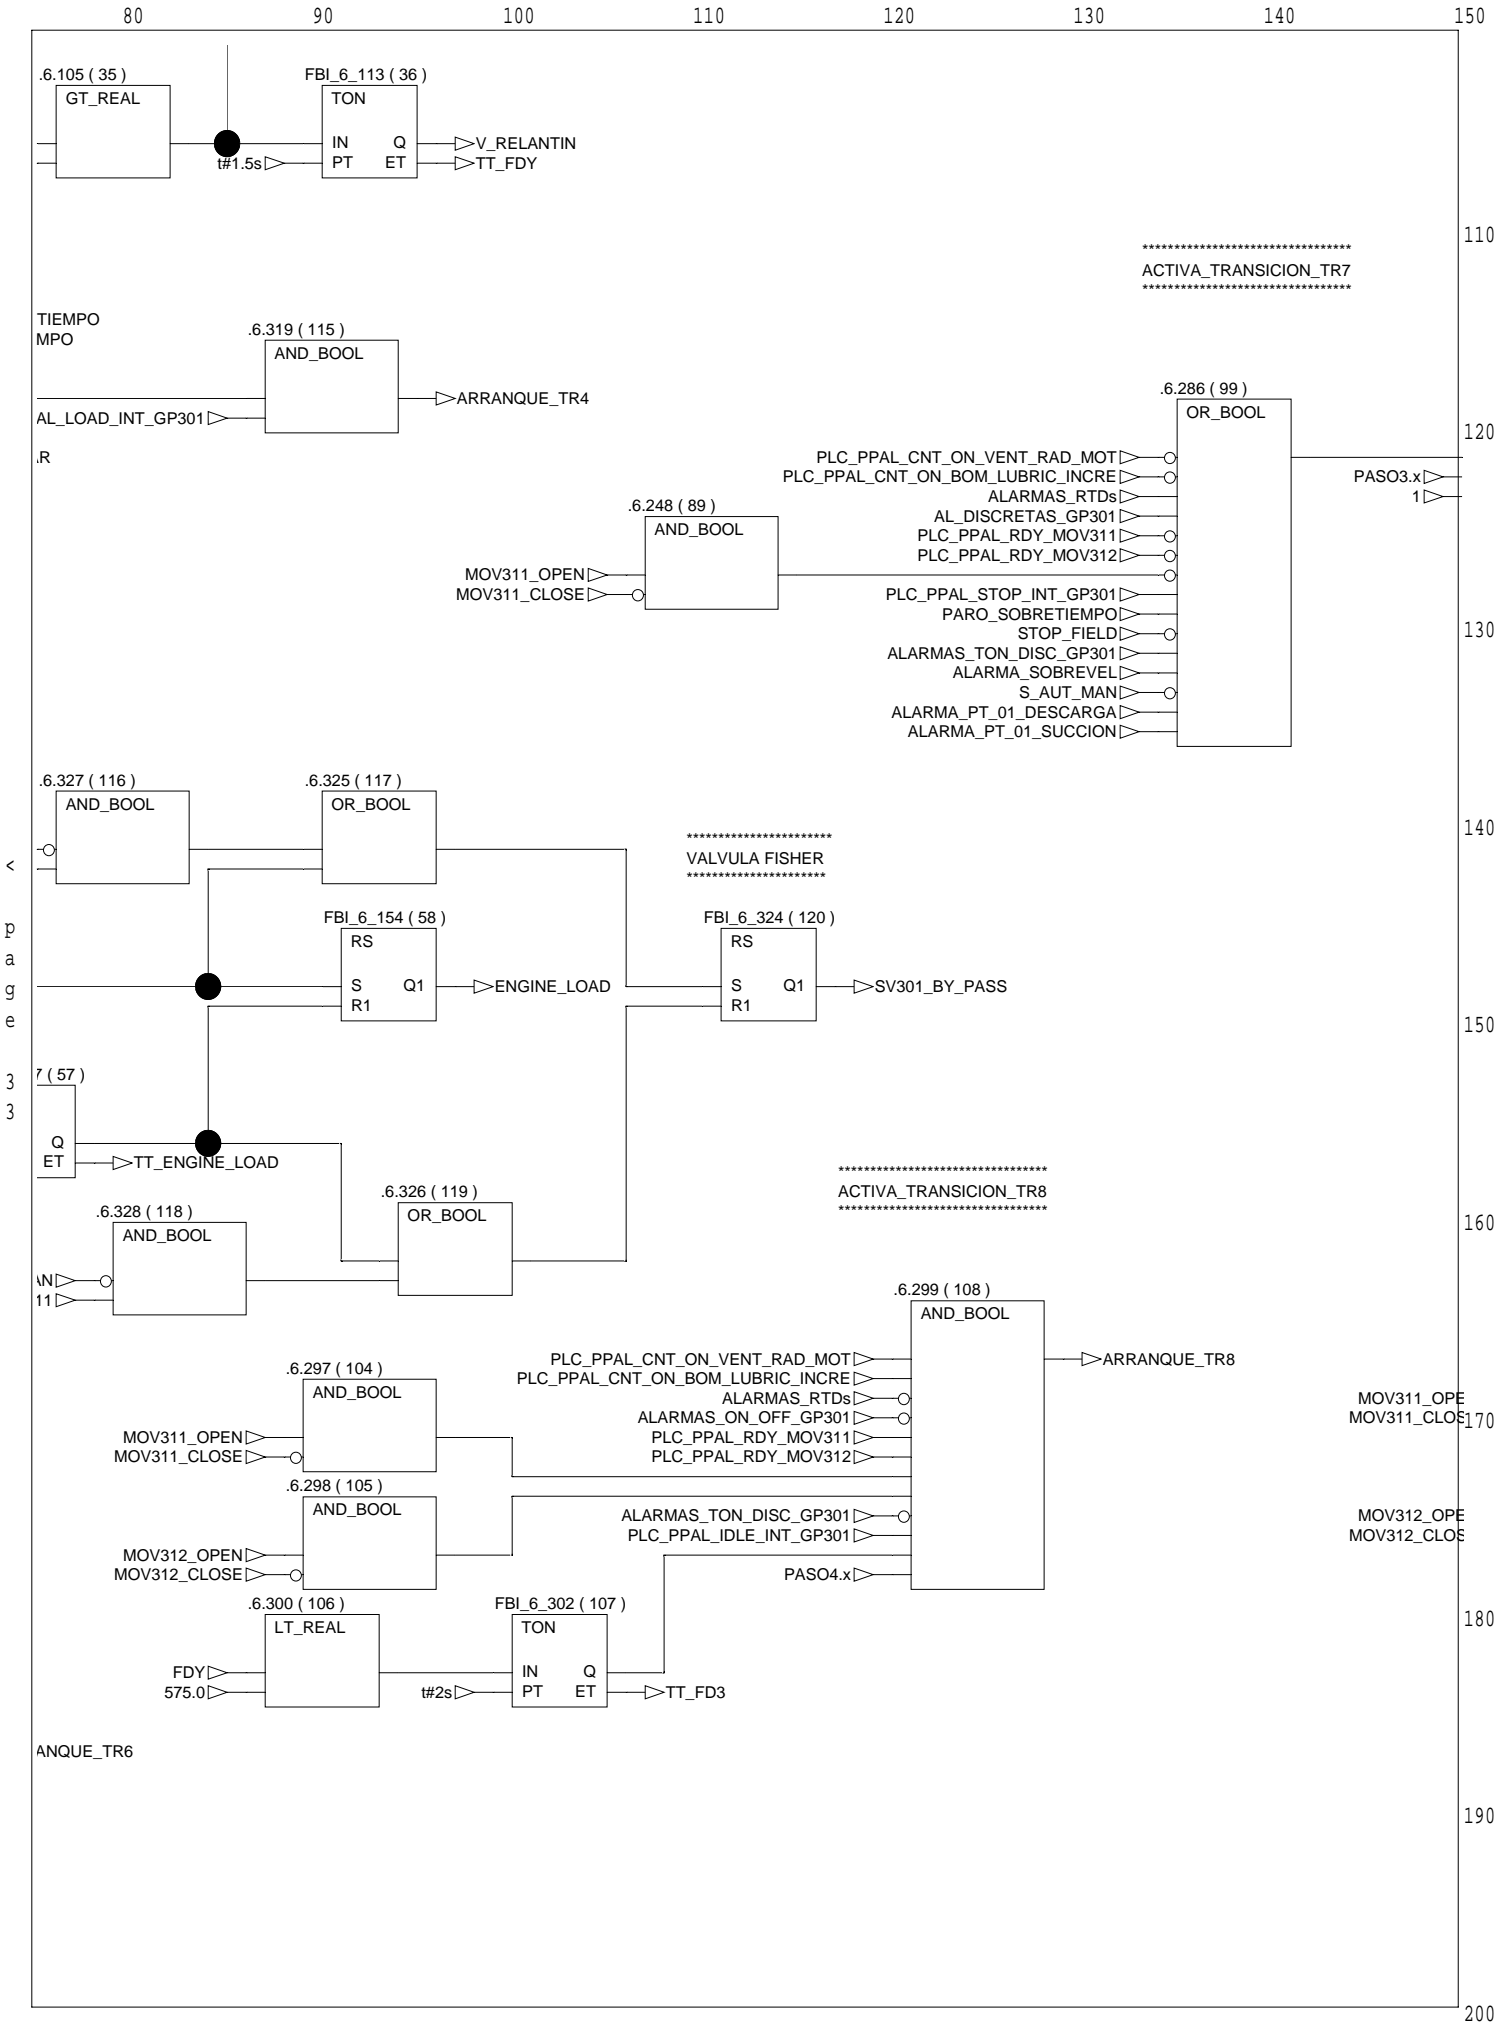 80 90 100 110 120 130 140 150
.6.105 ( 35 )
GT_REAL
FBI_6_113 ( 36 )
TON
IN Q
PT ET
t#1.5s
V_RELANTIN
TT_FDY
110
*********************************
ACTIVA_TRANSICION_TR7
*********************************
TIEMPO
MPO
.6.319 ( 115 )
AND_BOOL
AL_LOAD_INT_GP301
ARRANQUE_TR4
R
.6.286 ( 99 )
OR_BOOL
120
PLC_PPAL_CNT_ON_VENT_RAD_MOT
PLC_PPAL_CNT_ON_BOM_LUBRIC_INCRE
ALARMAS_RTDs
AL_DISCRETAS_GP301
PLC_PPAL_RDY_MOV311
PLC_PPAL_RDY_MOV312
PLC_PPAL_STOP_INT_GP301
PARO_SOBRETIEMPO
STOP_FIELD
ALARMAS_TON_DISC_GP301
ALARMA_SOBREVEL
S_AUT_MAN
ALARMA_PT_01_DESCARGA
ALARMA_PT_01_SUCCION
PASO3.x
1
.6.248 ( 89 )
AND_BOOL
MOV311_OPEN
MOV311_CLOSE
130
.6.327 ( 116 )
AND_BOOL
.6.325 ( 117 )
OR_BOOL
140
***********************
VALVULA FISHER
**********************
< page 33
FBI_6_154 ( 58 )
RS
S Q1
R1
ENGINE_LOAD
FBI_6_324 ( 120 )
RS
S Q1
R1
SV301_BY_PASS
150
7 ( 57 )
Q
ET
TT_ENGINE_LOAD
*********************************
ACTIVA_TRANSICION_TR8
*********************************
.6.326 ( 119 )
OR_BOOL
.6.328 ( 118 )
AND_BOOL
160
AN
11
.6.299 ( 108 )
AND_BOOL
PLC_PPAL_CNT_ON_VENT_RAD_MOT
PLC_PPAL_CNT_ON_BOM_LUBRIC_INCRE
ALARMAS_RTDs
ALARMAS_ON_OFF_GP301
PLC_PPAL_RDY_MOV311
PLC_PPAL_RDY_MOV312
ALARMAS_TON_DISC_GP301
PLC_PPAL_IDLE_INT_GP301
PASO4.x
ARRANQUE_TR8
.6.297 ( 104 )
AND_BOOL
MOV311_OPEN
MOV311_CLOSE
MOV311_OPE
MOV311_CLOS
170
.6.298 ( 105 )
AND_BOOL
MOV312_OPEN
MOV312_CLOSE
MOV312_OPE
MOV312_CLOS
.6.300 ( 106 )
LT_REAL
FDY
575.0
FBI_6_302 ( 107 )
TON
IN Q
PT ET
t#2s
TT_FD3
180
ANQUE_TR6
190
200